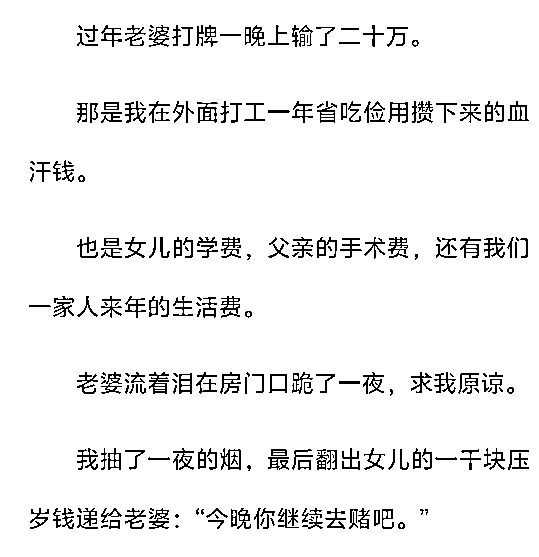 过年老婆打牌一晚上输了二十万。
那是我在外面打工一年省吃俭用攒下来的血
汗钱。
也是女儿的学费，父亲的手术费，还有我们
一家人来年的生活费。
老婆流着泪在房门口跪了一夜，求我原谅。
我抽了一夜的烟，最后翻出女儿的一千块压
岁钱递给老婆：“今晚你继续去赌吧。”